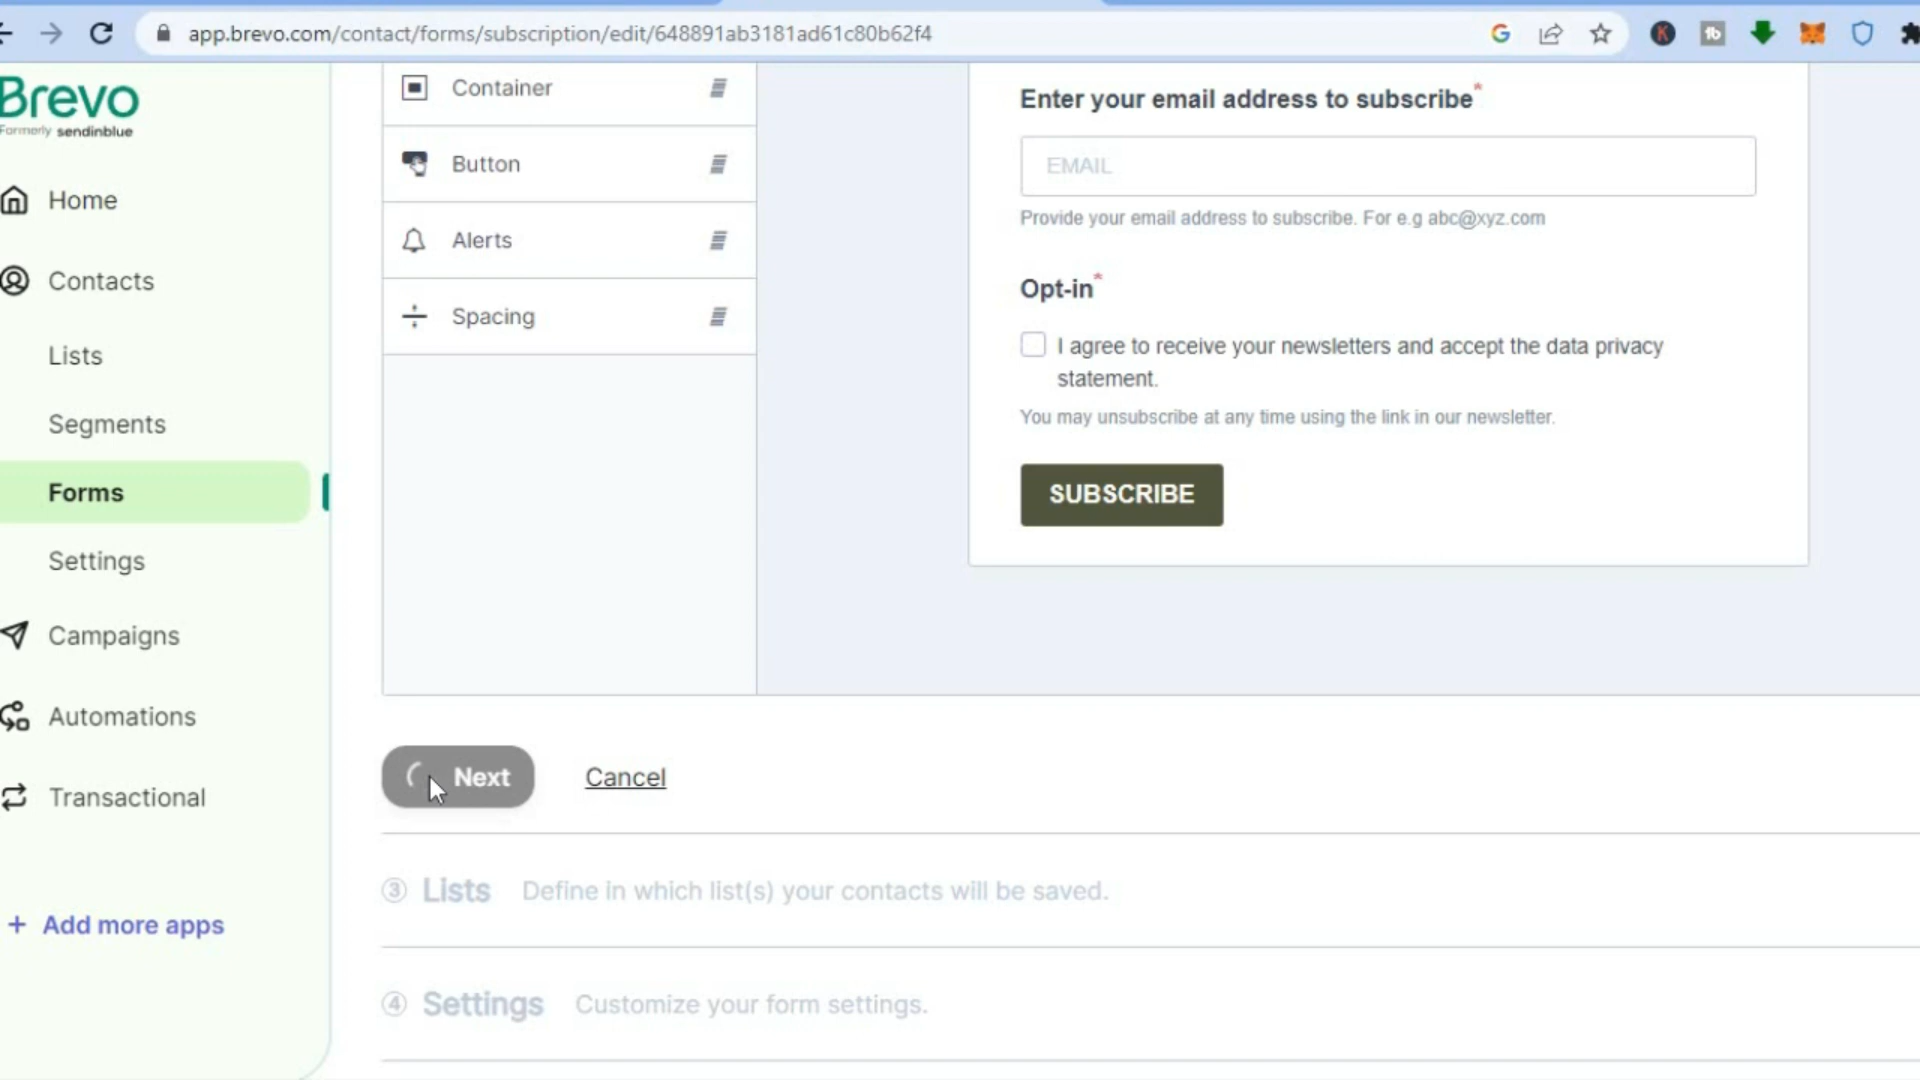 app.brevo.com/contact/forms/subscription/edit/648891ab3181ad61c80b62f4
Brevo
Formerly sendinblue
Home
Contacts
Lists
Segments
Forms
Settings
Campaigns
Automations
Transactional
+ Add more apps
Container
Button
Alerts
Spacing
Enter your email address to subscribe*
EMAIL
Provide your email address to subscribe. For e.g abc@xyz.com
Opt-in*
I agree to receive your newsletters and accept the data privacy
statement.
You may unsubscribe at any time using the link in our newsletter.
SUBSCRIBE
Next
Cancel
3 Lists Define in which list(s) your contacts will be saved.
4 Settings Customize your form settings.